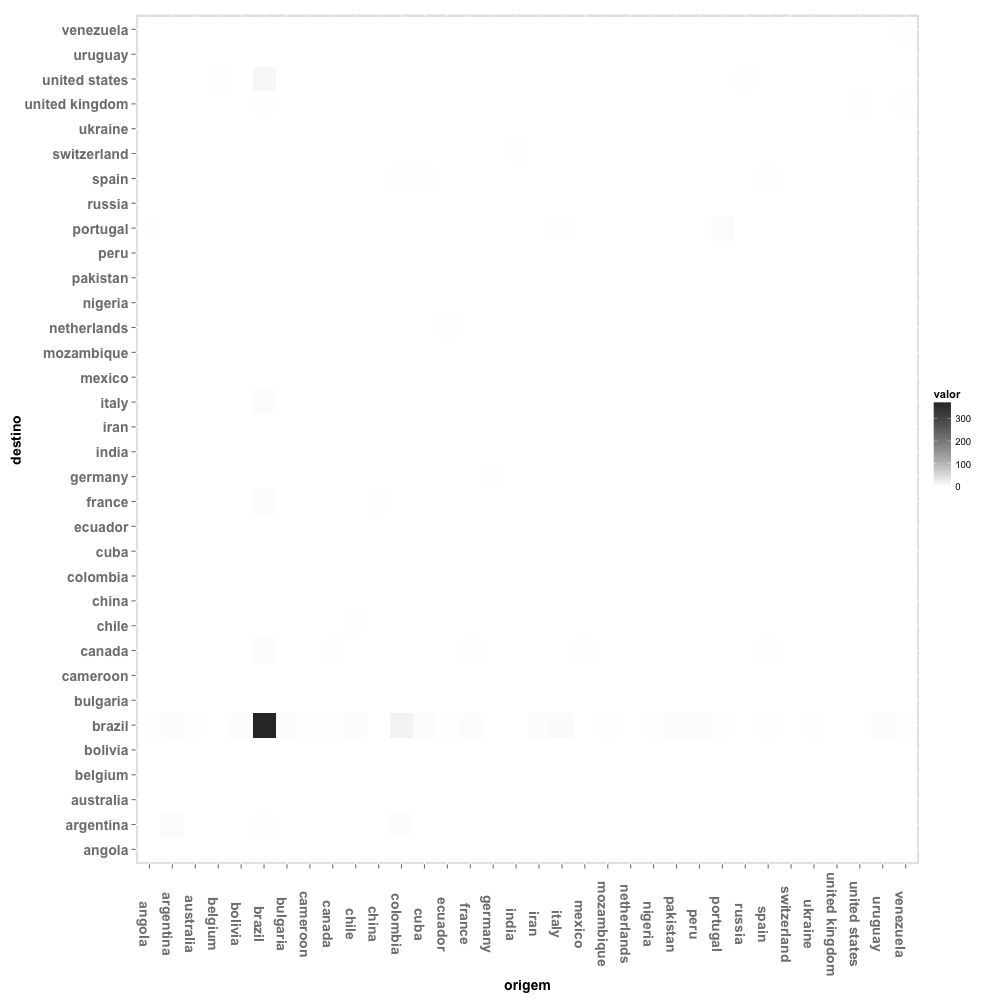 venezuela
uruguay
united states
united kingdom
ukraine
switzerland
spain
russia
portugal
peru
pakistan
nigeria
netherlands
mozambique
mexico
italy
iran
india
germany
france
ecuador
cuba
colombia
china
chile
canada
cameroon
bulgaria
brazil
bolivia
belgium
australia
argentina
angola
destino
valor
300
200
100
0
angola
argentina
australia
belgium
bolivia
brazil
bulgaria
cameroon
canada
chile
china
colombia
cuba
ecuador
france
germany
india
iran
italy
mexico
mozambique
netherlands
nigeria
pakistan
peru
portugal
russia
spain
switzerland
ukraine
united kingdom
united states
uruguay
venezuela
origem